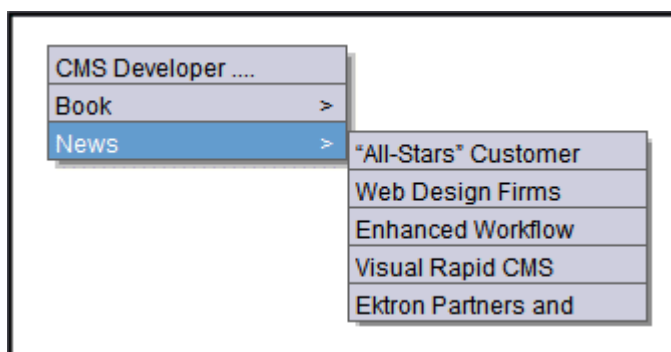 CMS Developer ....
Book >
News >
“All-Stars” Customer
Web Design Firms
Enhanced Workflow
Visual Rapid CMS
Ektron Partners and